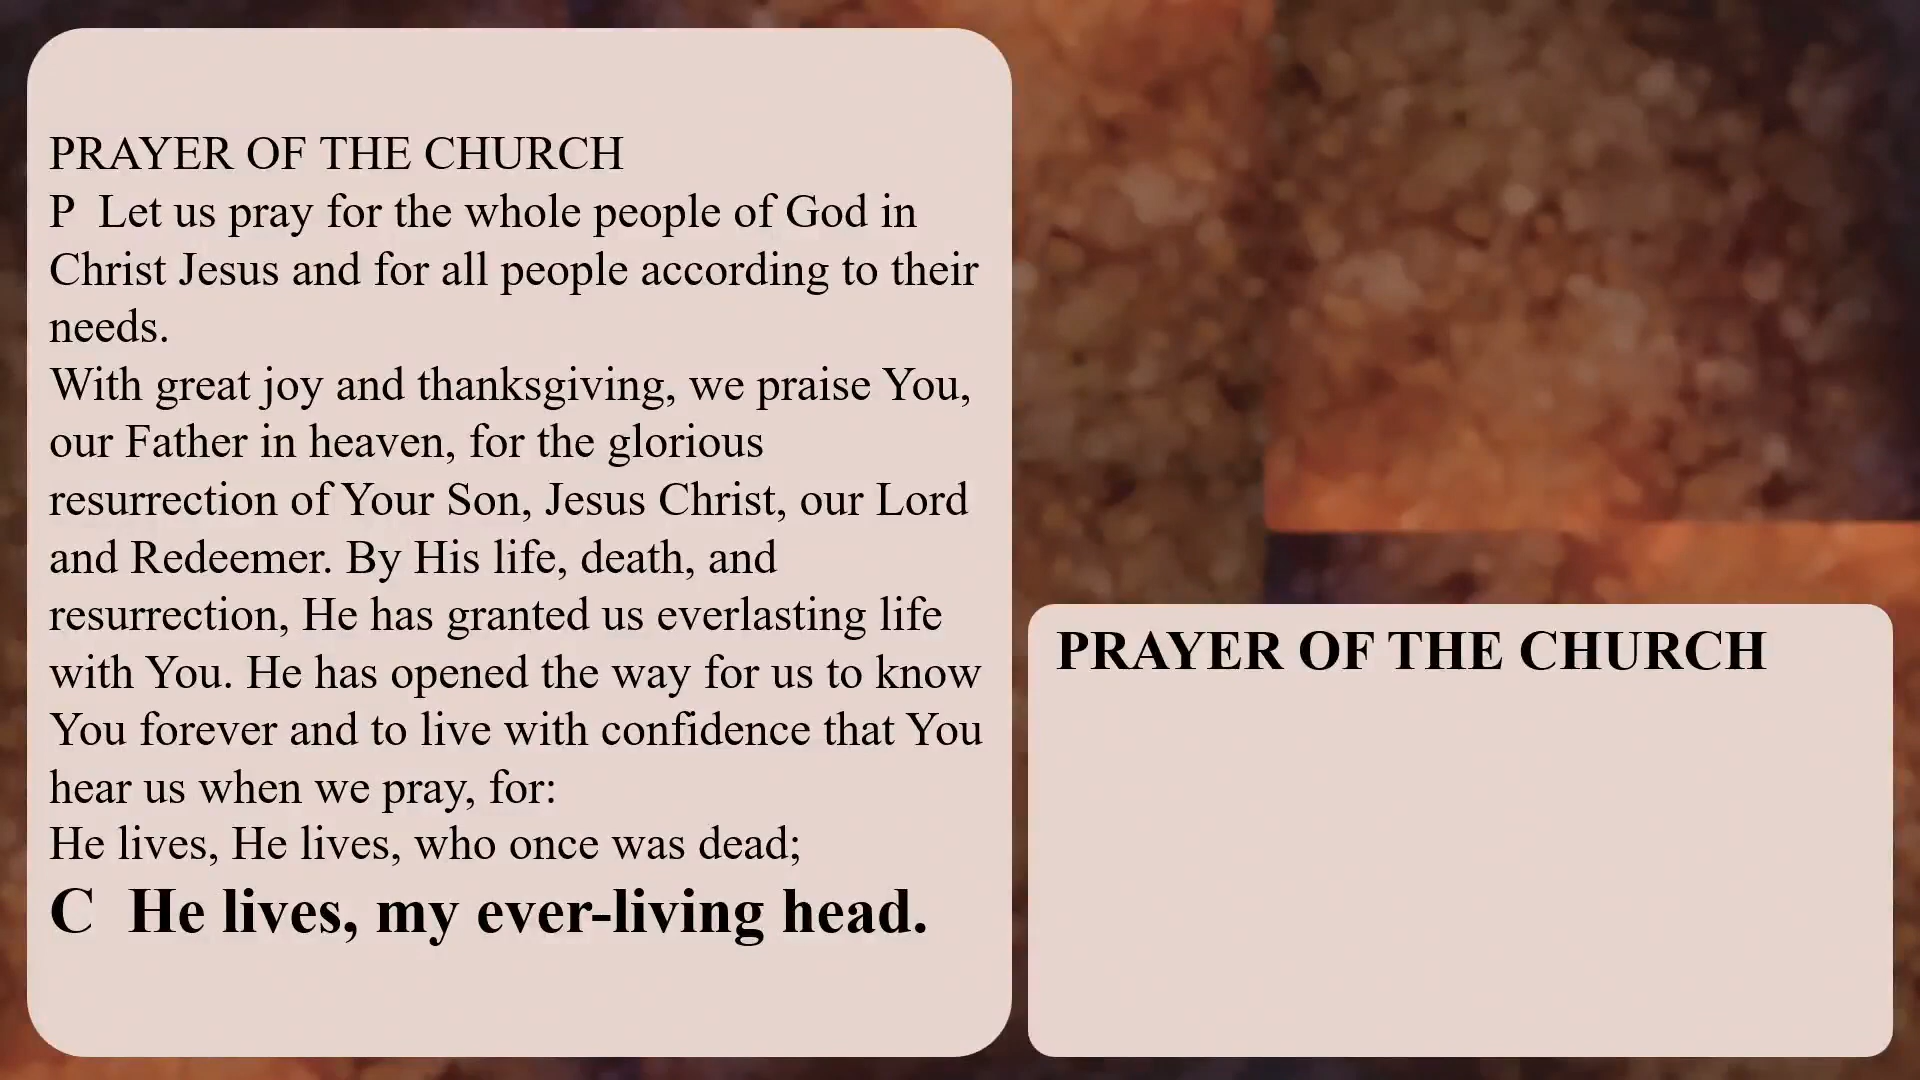 PRAYER OF THE CHURCH
P  Let us pray for the whole people of God in
Christ Jesus and for all people according to their
needs.
With great joy and thanksgiving, we praise You,
our Father in heaven, for the glorious
resurrection of Your Son, Jesus Christ, our Lord
and Redeemer. By His life, death, and
resurrection, He has granted us everlasting life
with You. He has opened the way for us to know
You forever and to live with confidence that You
hear us when we pray, for:
He lives, He lives, who once was dead;
C  He lives, my ever-living head.
PRAYER OF THE CHURCH